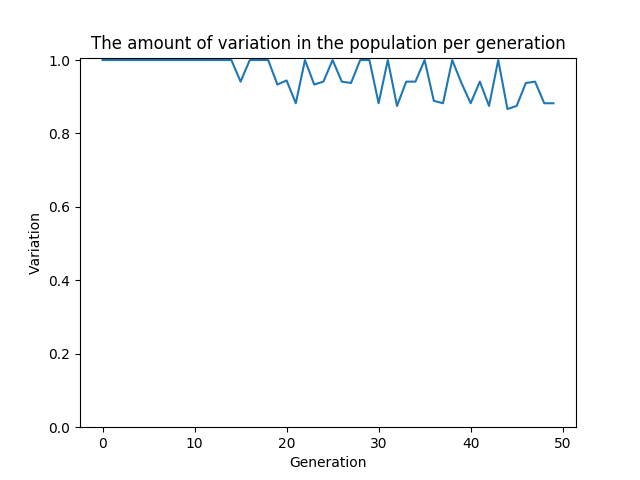 The amount of variation in the population per generation
1.0
0.8
0.6
0.4
0.2
0.0
Variation
0 10 20 30 40 50
Generation